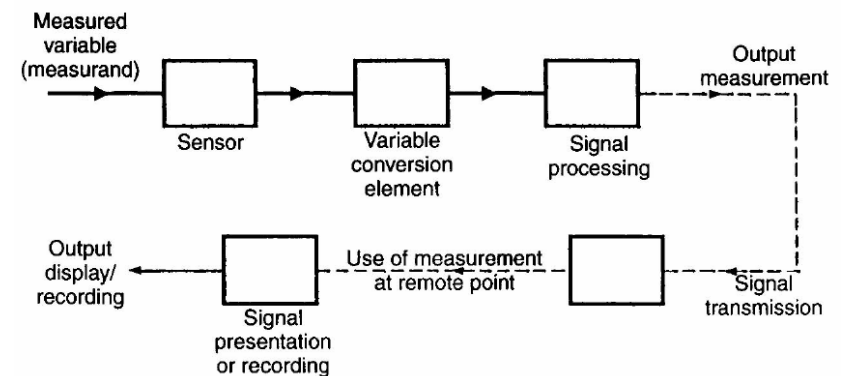 Measured
variable
(measurand)
Sensor
Variable
conversion
element
Signal
processing
Output
measurement
Output
display/
recording
Signal
presentation
or recording
Use of measurement
at remote point
Signal
transmission